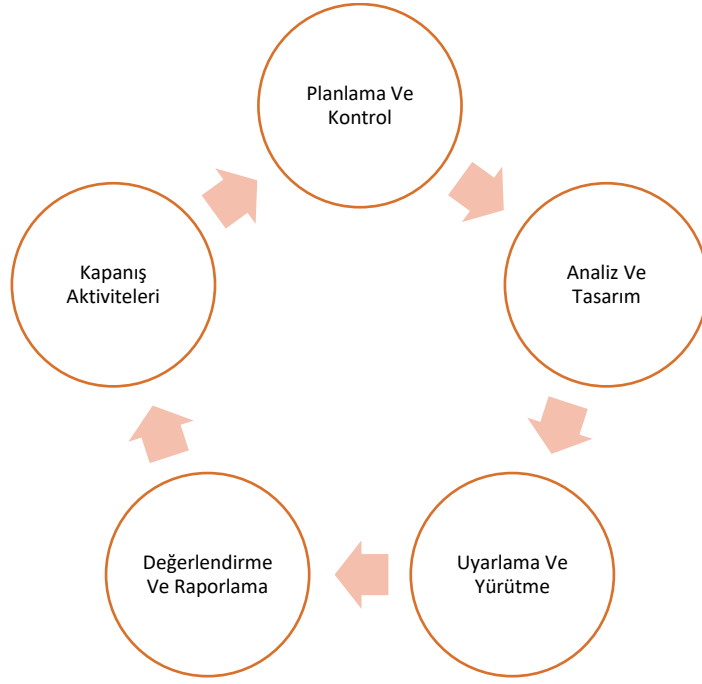 Planlama Ve
Kontrol
Analiz Ve
Tasarım
Uyarlama Ve
Yürütme
Değerlendirme
Ve Raporlama
Kapanış
Aktiviteleri